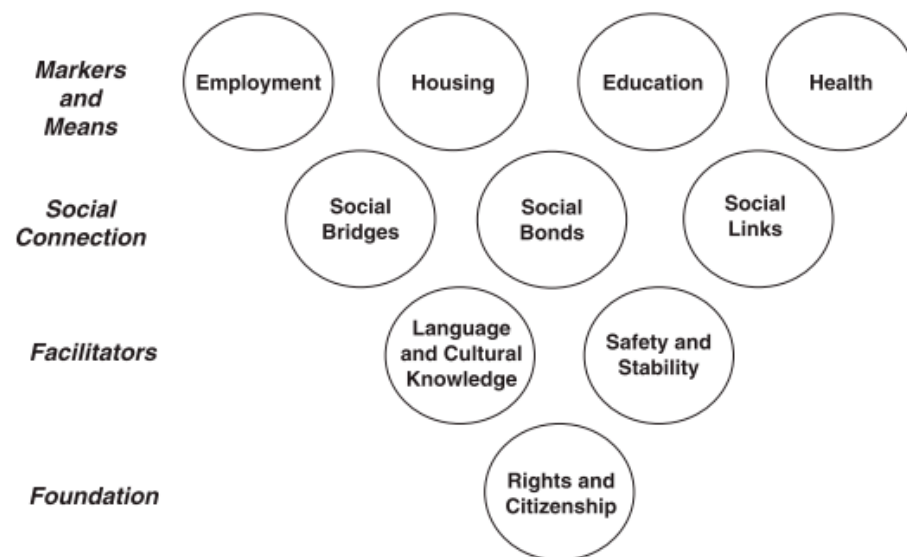 Markers
and
Means
Employment
Housing
Education
Health
Social
Connection
Social
Bridges
Social
Bonds
Social
Links
Facilitators
Language
and Cultural
Knowledge
Safety and
Stability
Foundation
Rights and
Citizenship